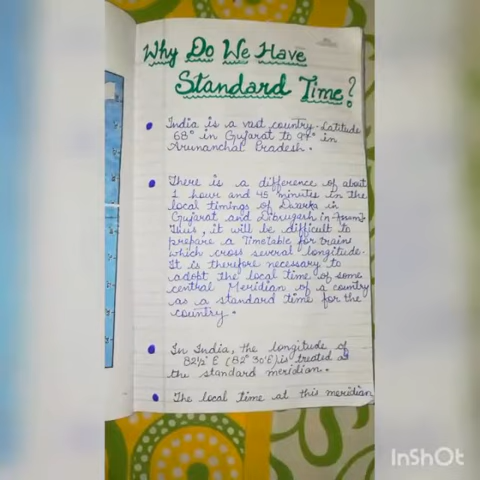 Why Do We Have
Standard Time?
India is a vast country - Latitude
68° in Gujarat to 97° in
Arunanchal Pradesh.
There is a difference of about
1 hour and 45 minutes in the
local timings of Dwarka in
Gujarat and Dibrugarh in Assam.
Thus, it will be difficult to
prepare a Timetable for trains
which cross several longitude.
It is therefore necessary to
adopt the local time of some
central Meridian of a country
as a standard time for the
country.
In India, the longitude of
82½° E (82° 30'E) is treated as
the standard meridian.
The local time at this meridian
InShOt